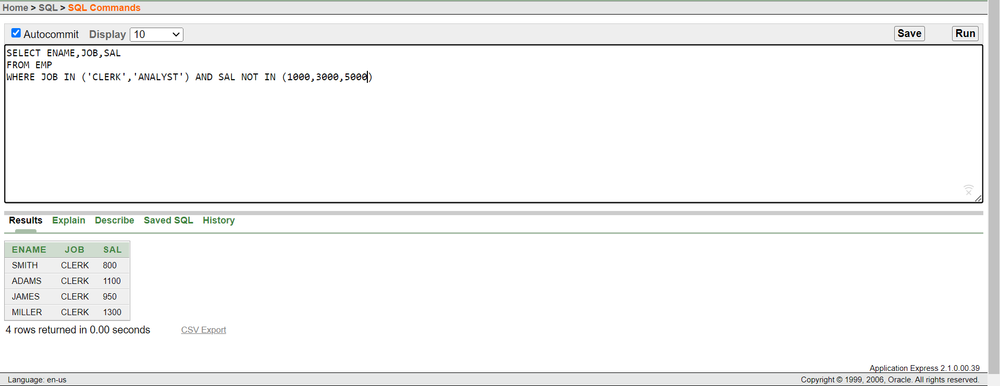 Home > SQL > SQL Commands
Autocommit Display 10 Save Run
SELECT ENAME,JOB,SAL
FROM EMP
WHERE JOB IN ('CLERK','ANALYST') AND SAL NOT IN (1000,3000,5000)
Results Explain Describe Saved SQL History
ENAME JOB SAL
SMITH CLERK 800
ADAMS CLERK 1100
JAMES CLERK 950
MILLER CLERK 1300
4 rows returned in 0.00 seconds CSV Export
Application Express 2.1.0.00.39
Language: en-us Copyright © 1999, 2006, Oracle. All rights reserved.